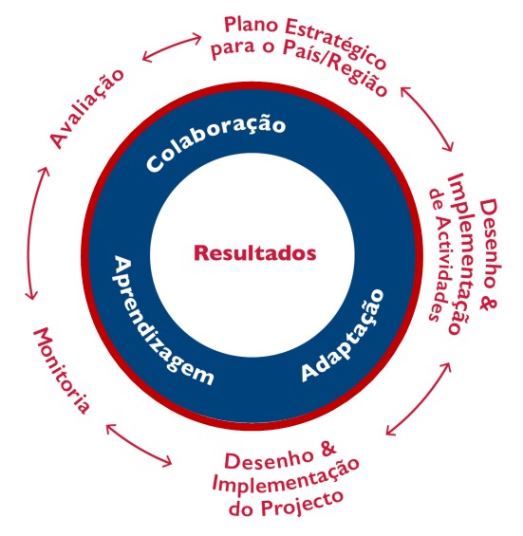 Plano Estratégico
para o País/Região
Avaliação
Colaboração
Desenho &
Implementação
de Actividades
Resultados
Aprendizagem
Adaptação
Monitoria
Desenho &
Implementação
do Projecto